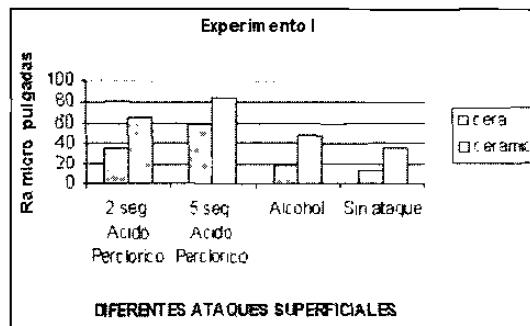 Experimento I
Ra micro pulgadas
100
80
60
40
20
0
2 seg
Acido
Perclorico
5 seg
Acido
Perclorico
Alcohol
Sin ataque
cera
ceramic
DIFERENTES ATAQUES SUPERFICIALES